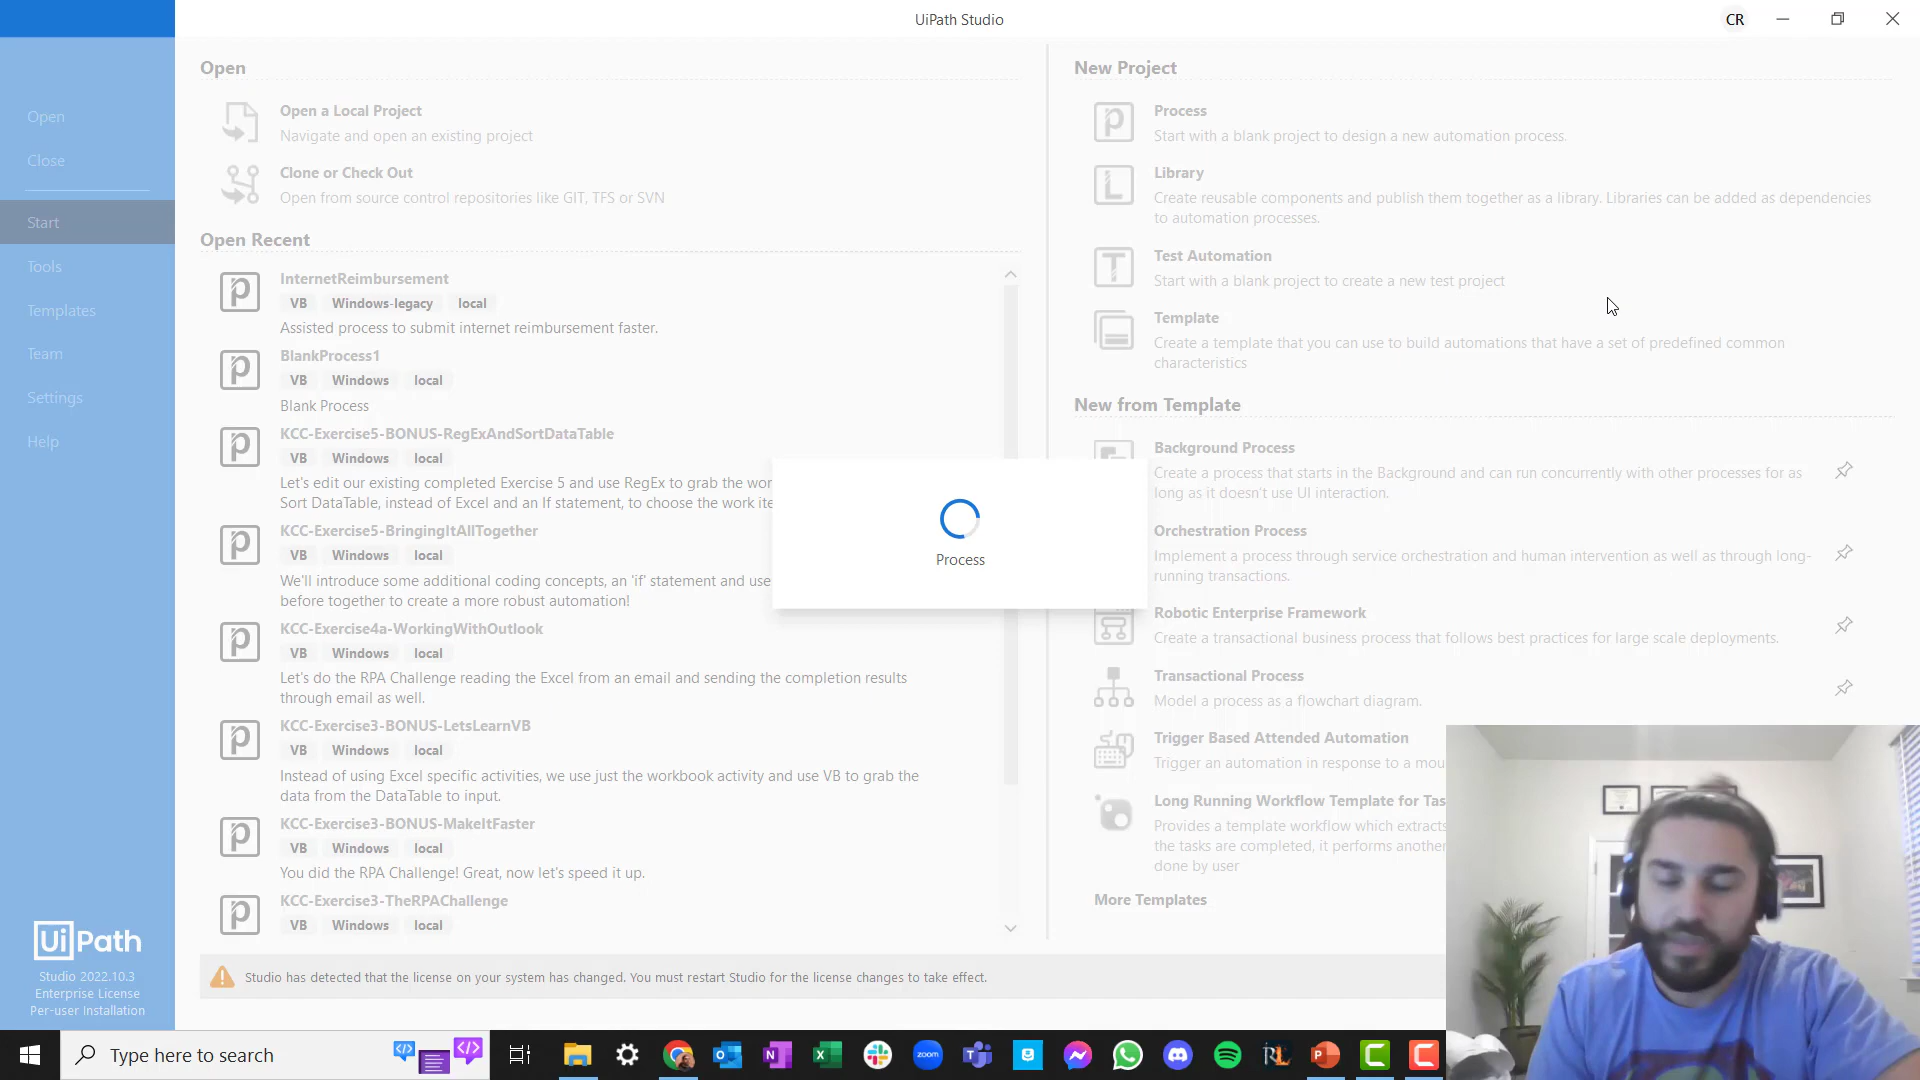 UiPath Studio
CR
Open
Close
Start
Tools
Templates
Team
Settings
Help
UiPath
Studio 2022.10.3
Enterprise License
Per-user Installation
Open
Open a Local Project
Navigate and open an existing project
Clone or Check Out
Open from source control repositories like GIT, TFS or SVN
Open Recent
InternetReimbursement
VB Windows-legacy local
Assisted process to submit internet reimbursement faster.
BlankProcess1
VB Windows local
Blank Process
KCC-Exercise5-BONUS-RegExAndSortDataTable
VB Windows local
Let's edit our existing completed Exercise 5 and use RegEx to grab the wor
Sort DataTable, instead of Excel and an If statement, to choose the work ite
KCC-Exercise5-BringingItAllTogether
VB Windows local
We'll introduce some additional coding concepts, an 'if' statement and use
before together to create a more robust automation!
KCC-Exercise4a-WorkingWithOutlook
VB Windows local
Let's do the RPA Challenge reading the Excel from an email and sending the completion results
through email as well.
KCC-Exercise3-BONUS-LetsLearnVB
VB Windows local
Instead of using Excel specific activities, we use just the workbook activity and use VB to grab the
data from the DataTable to input.
KCC-Exercise3-BONUS-MakeItFaster
VB Windows local
You did the RPA Challenge! Great, now let's speed it up.
KCC-Exercise3-TheRPAChallenge
VB Windows local
Process
New Project
Process
Start with a blank project to design a new automation process.
Library
Create reusable components and publish them together as a library. Libraries can be added as dependencies
to automation processes.
Test Automation
Start with a blank project to create a new test project
Template
Create a template that you can use to build automations that have a set of predefined common
characteristics
New from Template
Background Process
Create a process that starts in the Background and can run concurrently with other processes for as
long as it doesn't use UI interaction.
Orchestration Process
Implement a process through service orchestration and human intervention as well as through long-
running transactions.
Robotic Enterprise Framework
Create a transactional business process that follows best practices for large scale deployments.
Transactional Process
Model a process as a flowchart diagram.
Trigger Based Attended Automation
Trigger an automation in response to a mou
Long Running Workflow Template for Tas
Provides a template workflow which extracts
the tasks are completed, it performs another
done by user
More Templates
Studio has detected that the license on your system has changed. You must restart Studio for the license changes to take effect.
Type here to search
zoom